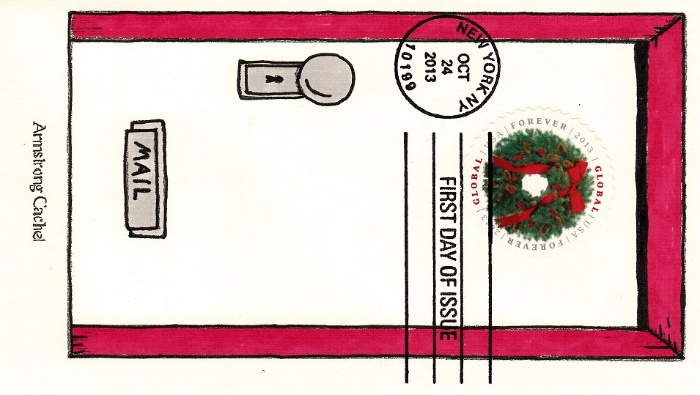 NEW YORK NY
OCT
24
2013
10199
FIRST DAY OF ISSUE
GLOBAL | USA | FOREVER | 2013 | GLOBAL | USA | FOREVER | 2013
MAIL
Armstrong Cachet